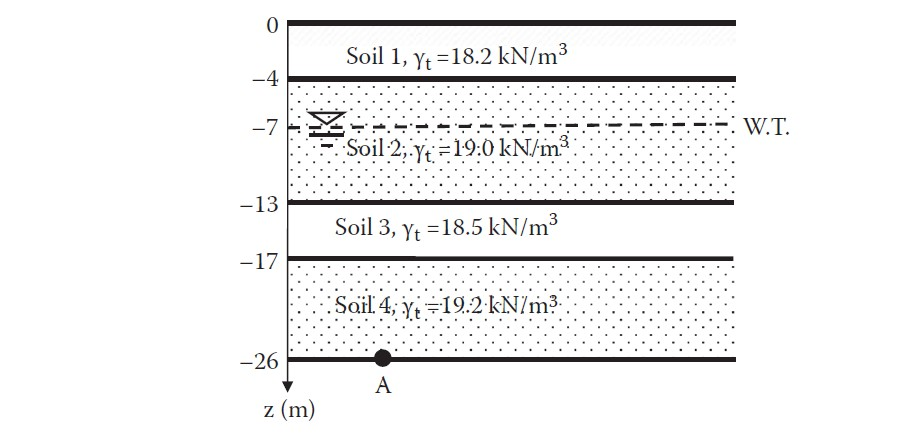 0
Soil 1, γt =18.2 kN/m³
–4
–7
W.T.
Soil 2, γt =19.0 kN/m³
–13
Soil 3, γt =18.5 kN/m³
–17
Soil 4, γt =19.2 kN/m³
–26
A
z (m)